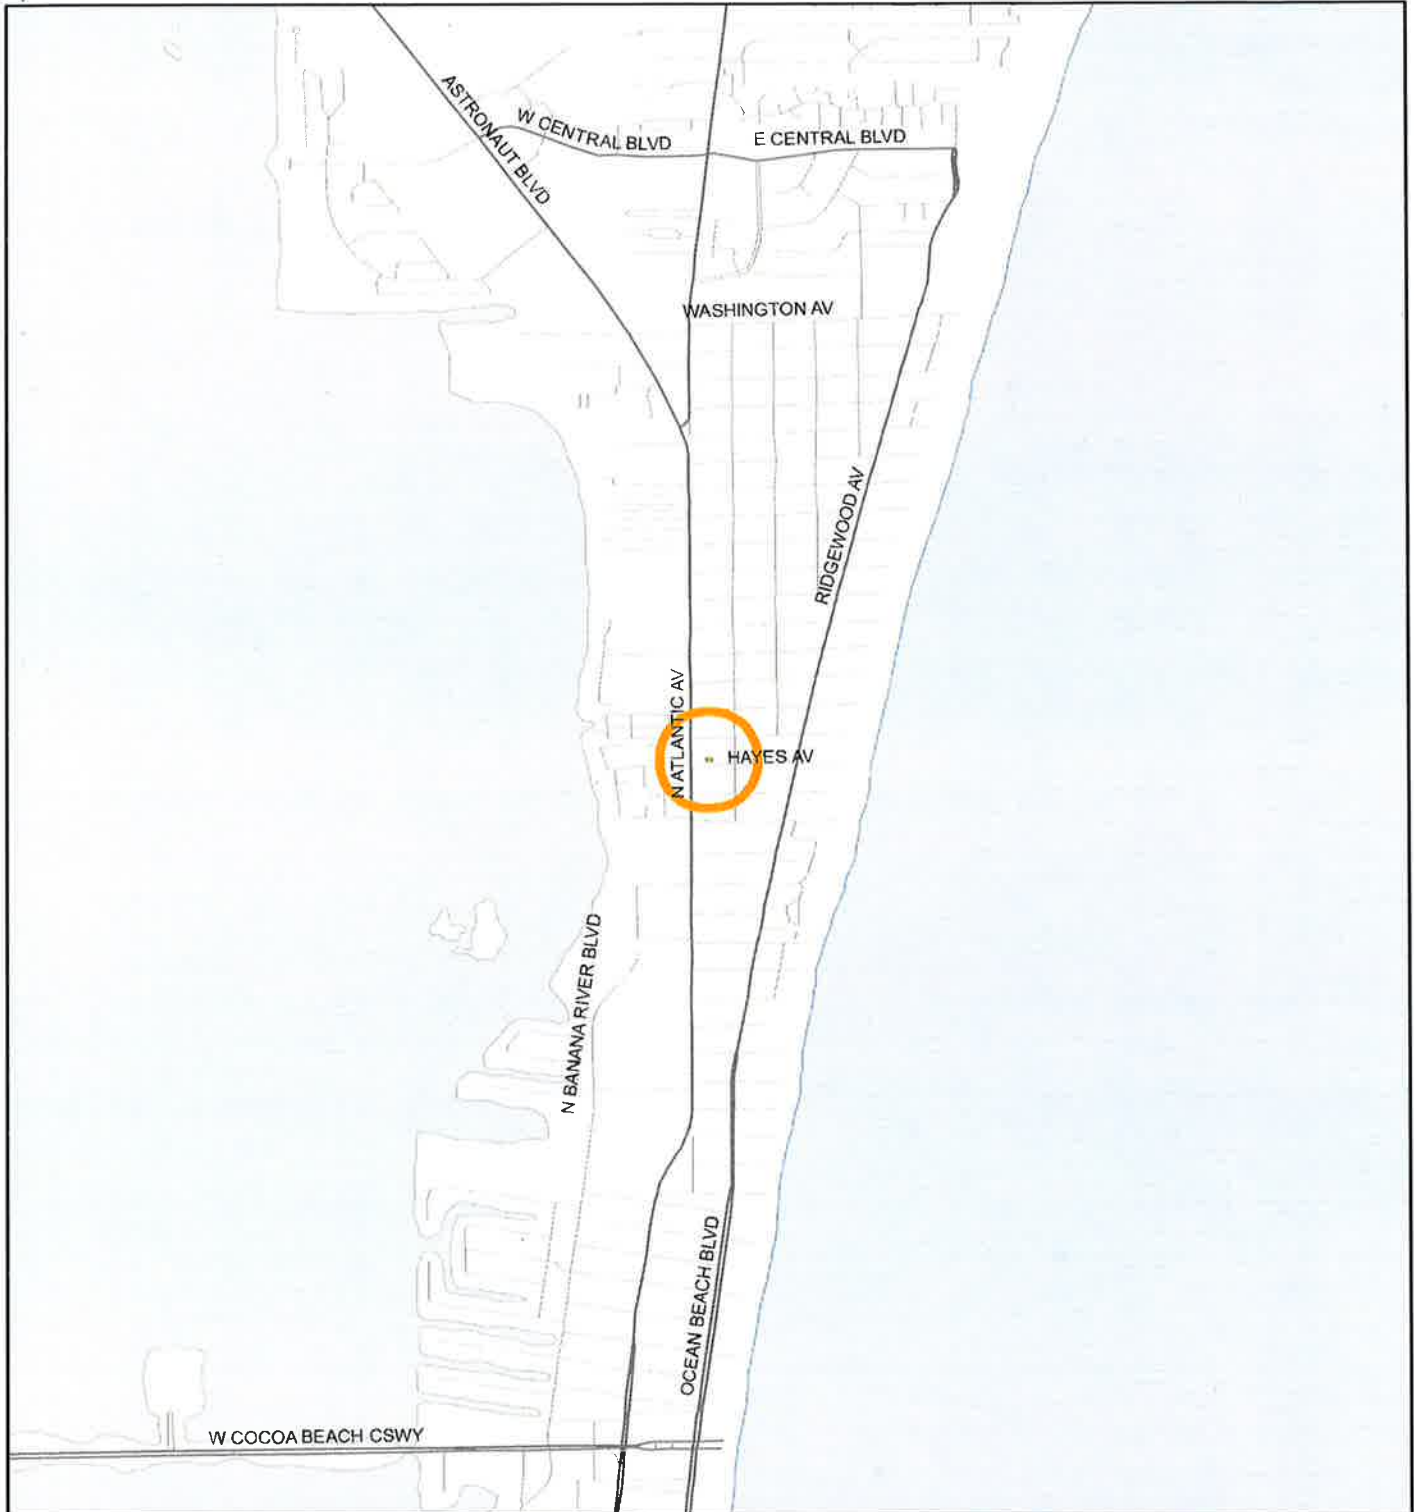 ASTRONAUT BLVD
W CENTRAL BLVD
E CENTRAL BLVD
WASHINGTON AV
RIDGEWOOD AV
N ATLANTIC AV
HAYES AV
N BANANA RIVER BLVD
OCEAN BEACH BLVD
W COCOA BEACH CSWY